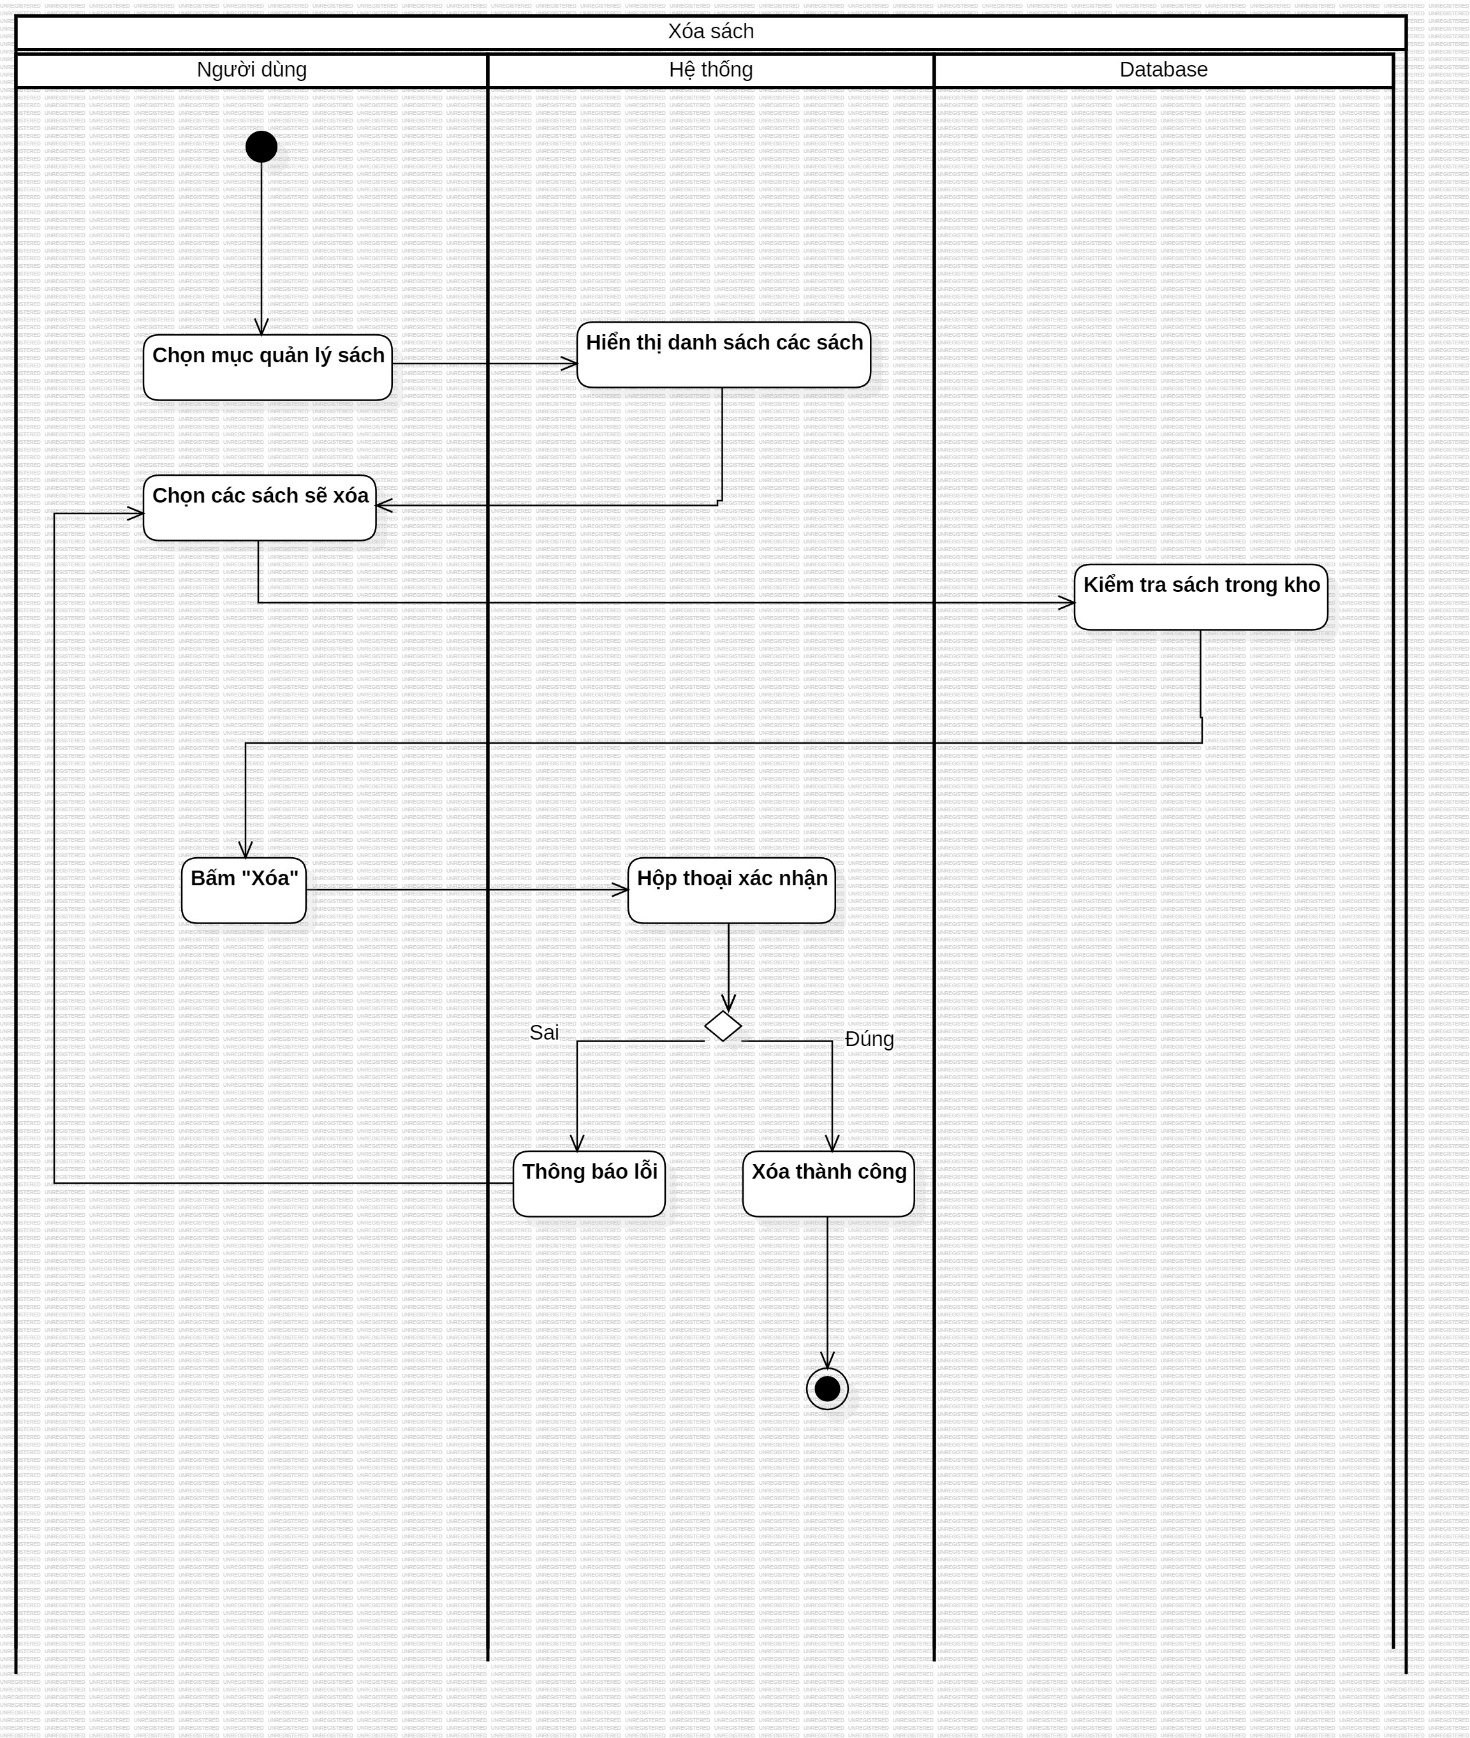 Xóa sách
Người dùng
Hệ thống
Database
Chọn mục quản lý sách
Hiển thị danh sách các sách
Chọn các sách sẽ xóa
Kiểm tra sách trong kho
Bấm "Xóa"
Hộp thoại xác nhận
Sai
Đúng
Thông báo lỗi
Xóa thành công
UNREGISTERED